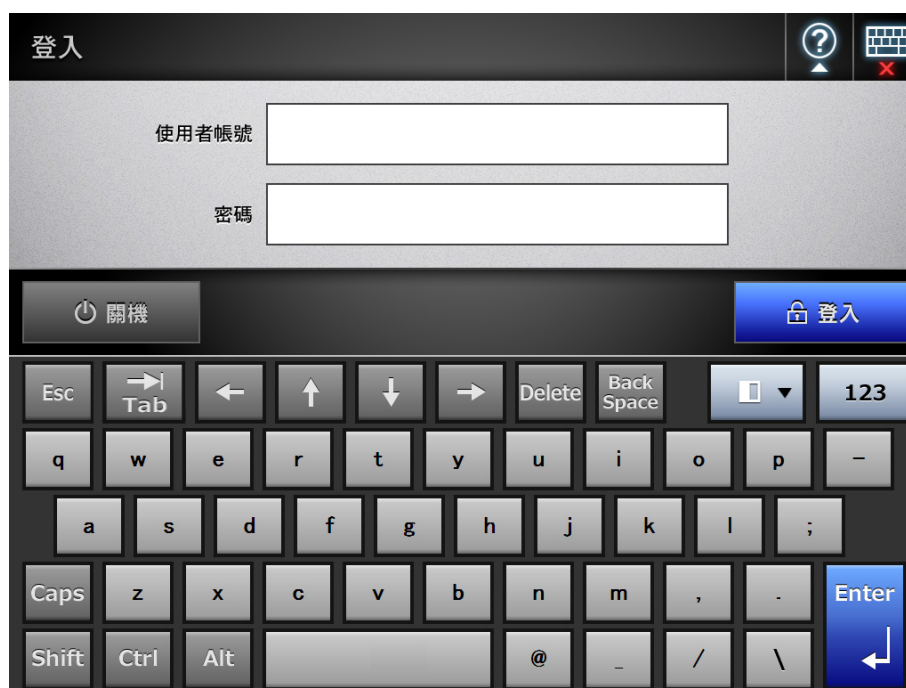 登入
?
使用者帳號
密碼
關機
登入
Esc Tab Delete Back Space 123
q w e r t y u i o p -
a s d f g h j k l ;
Caps z x c v b n m , . Enter
Shift Ctrl Alt @ _ / \